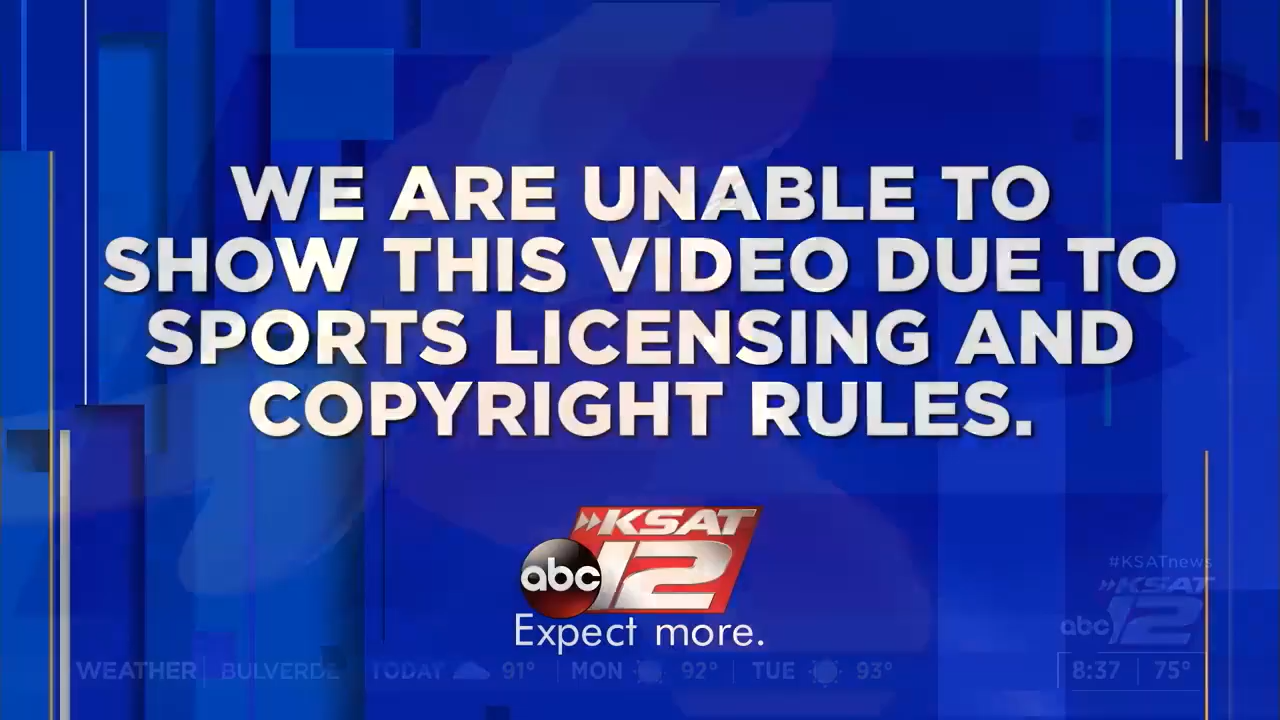 WE ARE UNABLE TO
SHOW THIS VIDEO DUE TO
SPORTS LICENSING AND
COPYRIGHT RULES.
KSAT
abc 12
Expect more.
#KSATnews
KSAT
abc 12
WEATHER BULVERDE TODAY 91° MON 92° TUE 93° 8:37 75°